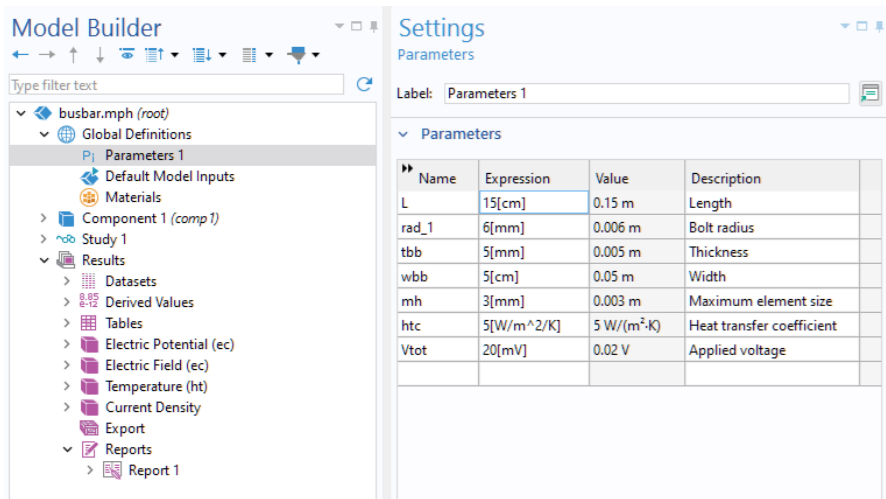 Model Builder
Type filter text
busbar.mph (root)
Global Definitions
Pi Parameters 1
Default Model Inputs
Materials
Component 1 (comp1)
Study 1
Results
Datasets
8.85 e-12 Derived Values
Tables
Electric Potential (ec)
Electric Field (ec)
Temperature (ht)
Current Density
Export
Reports
Report 1
Settings
Parameters
Label: Parameters 1
Parameters
Name Expression Value Description
L 15[cm] 0.15 m Length
rad_1 6[mm] 0.006 m Bolt radius
tbb 5[mm] 0.005 m Thickness
wbb 5[cm] 0.05 m Width
mh 3[mm] 0.003 m Maximum element size
htc 5[W/m^2/K] 5 W/(m²·K) Heat transfer coefficient
Vtot 20[mV] 0.02 V Applied voltage